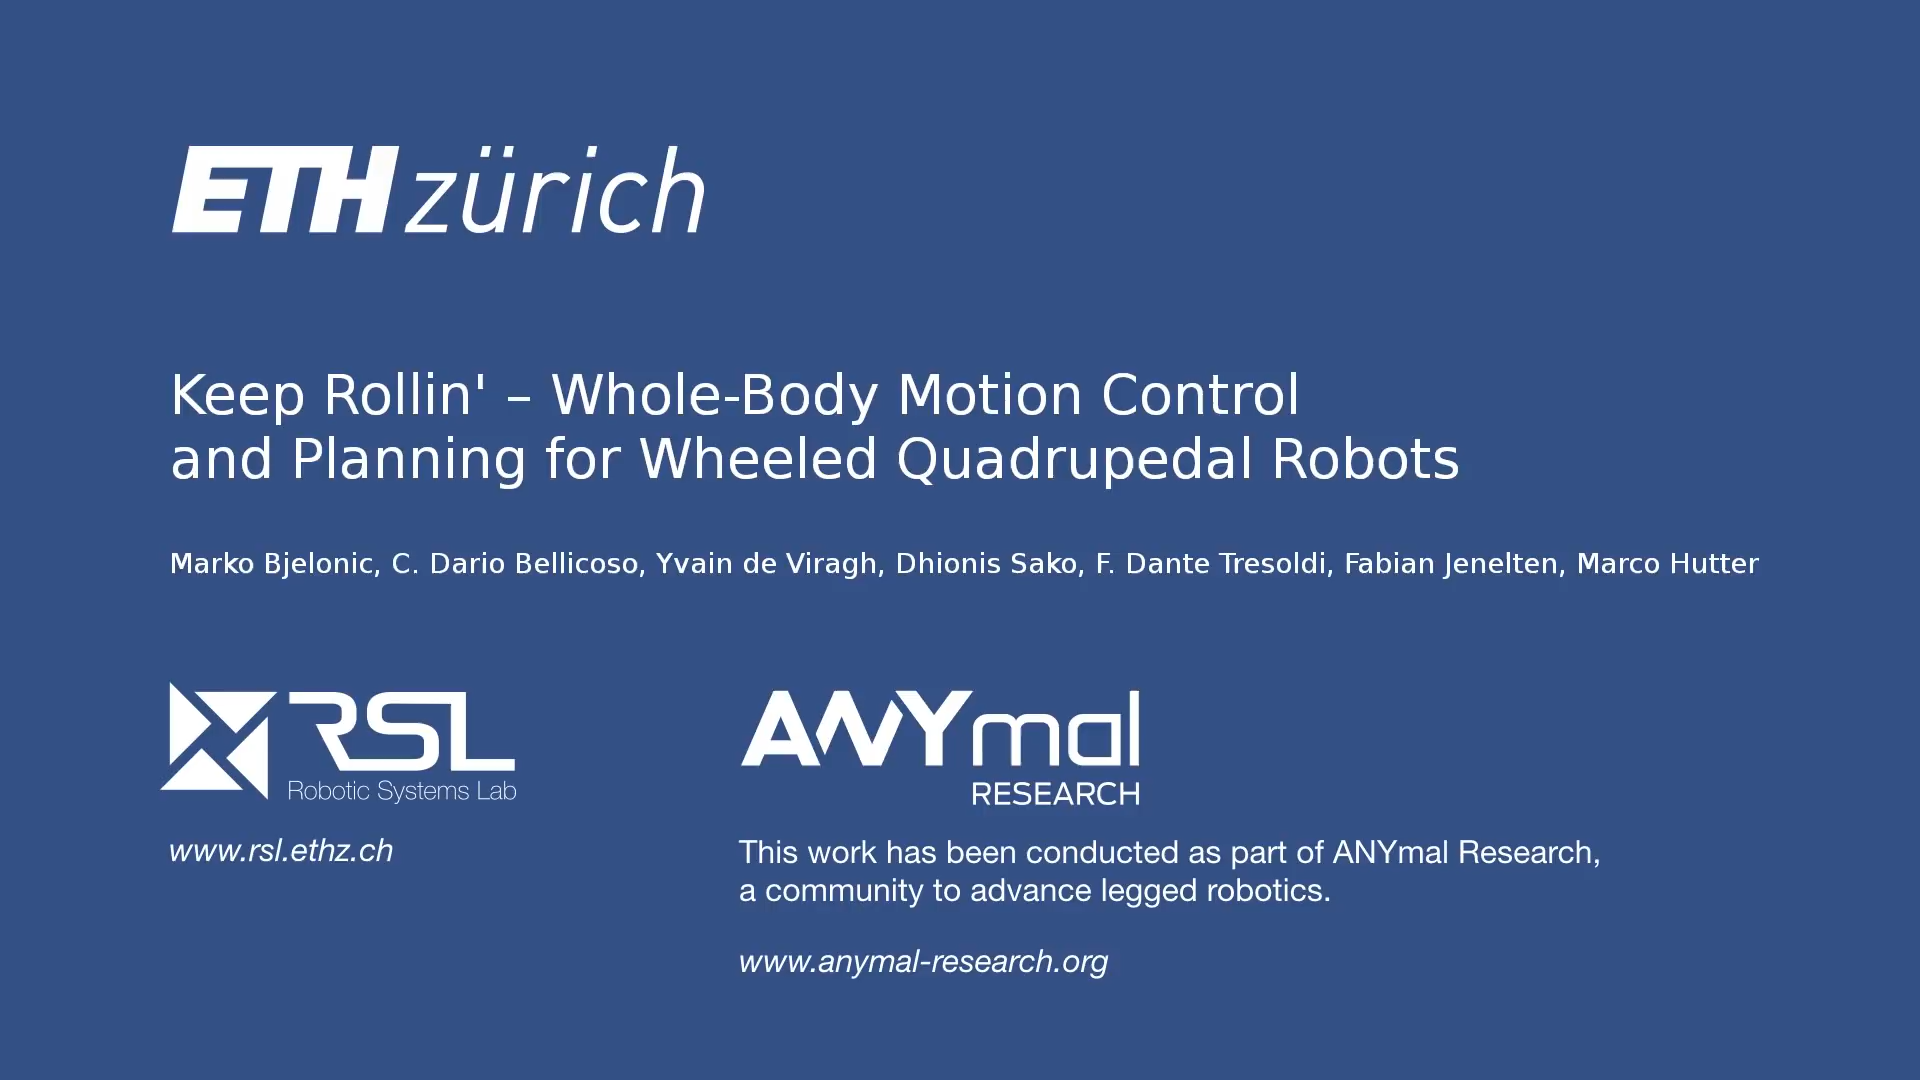 ETH zürich
Keep Rollin' – Whole-Body Motion Control
and Planning for Wheeled Quadrupedal Robots
Marko Bjelonic, C. Dario Bellicoso, Yvain de Viragh, Dhionis Sako, F. Dante Tresoldi, Fabian Jenelten, Marco Hutter
RSL
Robotic Systems Lab
www.rsl.ethz.ch
ANYmal
RESEARCH
This work has been conducted as part of ANYmal Research,
a community to advance legged robotics.
www.anymal-research.org